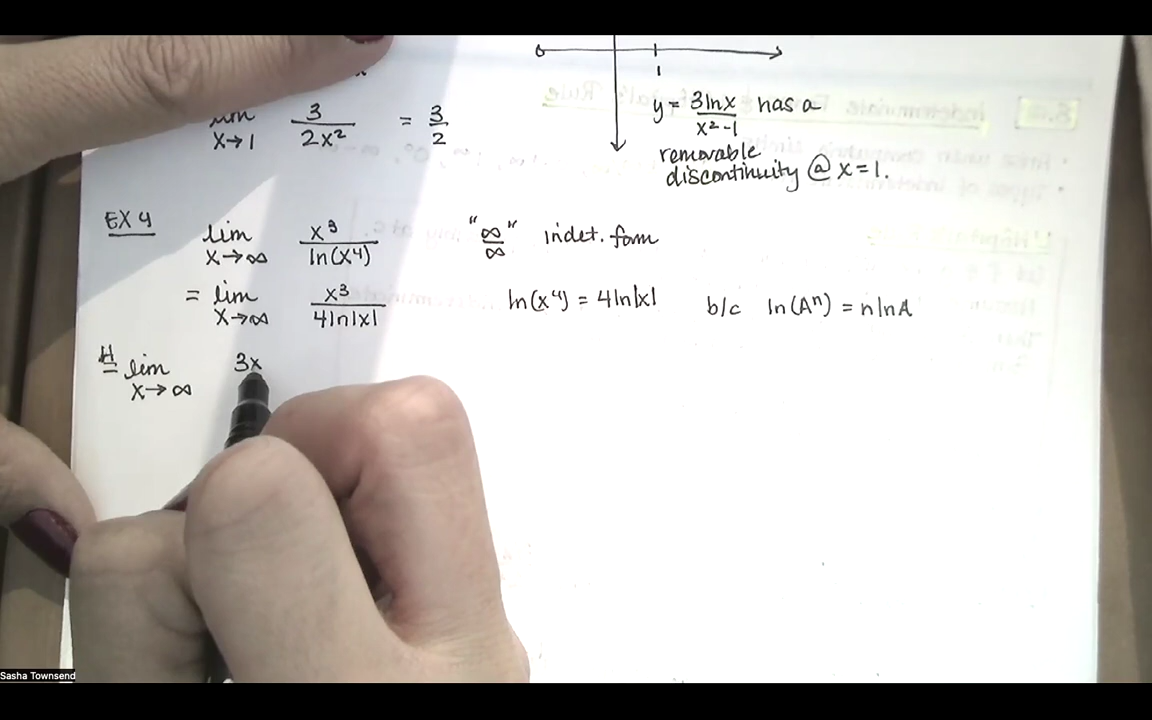 lim 3 = 3
x→1 2x² 2
1
y = 3lnx has a
x²-1
removable
discontinuity @ x=1.
EX 4 lim x³ "∞/∞" indet. form
x→∞ ln(x⁴)
= lim x³ ln(x⁴) = 4ln|x| b/c ln(Aⁿ) = nlnA
x→∞ 4ln|x|
H= lim 3x
x→∞
Sasha Townsend